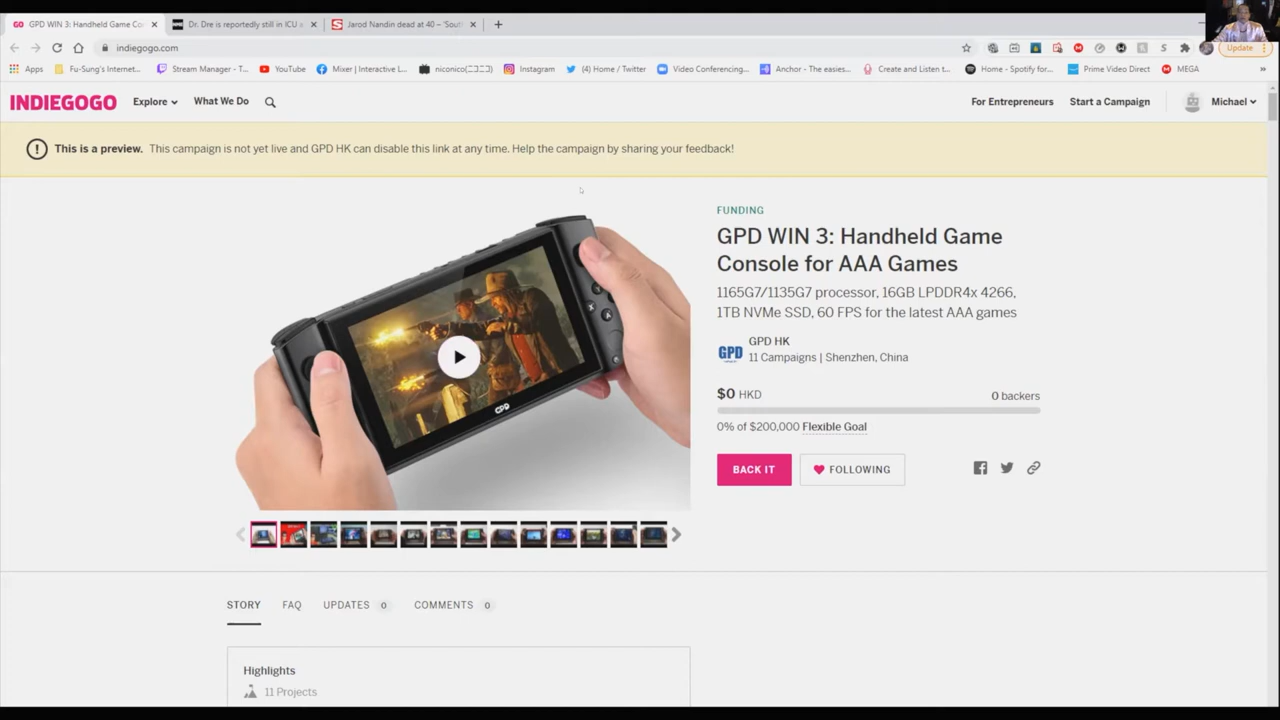 GPD WIN 3: Handheld Game Co
Dr. Dre is reportedly still in ICU a
Jarod Nandin dead at 40 – 'Sout
indiegogo.com
Update
Apps
Fu-Sung's Internet...
Stream Manager - T...
YouTube
Mixer | Interactive L...
niconico(ニコニコ)
Instagram
(4) Home / Twitter
Video Conferencing...
Anchor - The easies...
Create and Listen t...
Home - Spotify for...
Prime Video Direct
MEGA
INDIEGOGO
Explore
What We Do
For Entrepreneurs
Start a Campaign
Michael
This is a preview. This campaign is not yet live and GPD HK can disable this link at any time. Help the campaign by sharing your feedback!
GPD
FUNDING
GPD WIN 3: Handheld Game
Console for AAA Games
1165G7/1135G7 processor, 16GB LPDDR4x 4266,
1TB NVMe SSD, 60 FPS for the latest AAA games
GPD
GPD HK
11 Campaigns | Shenzhen, China
$0 HKD
0 backers
0% of $200,000 Flexible Goal
BACK IT
FOLLOWING
STORY
FAQ
UPDATES 0
COMMENTS 0
Highlights
11 Projects